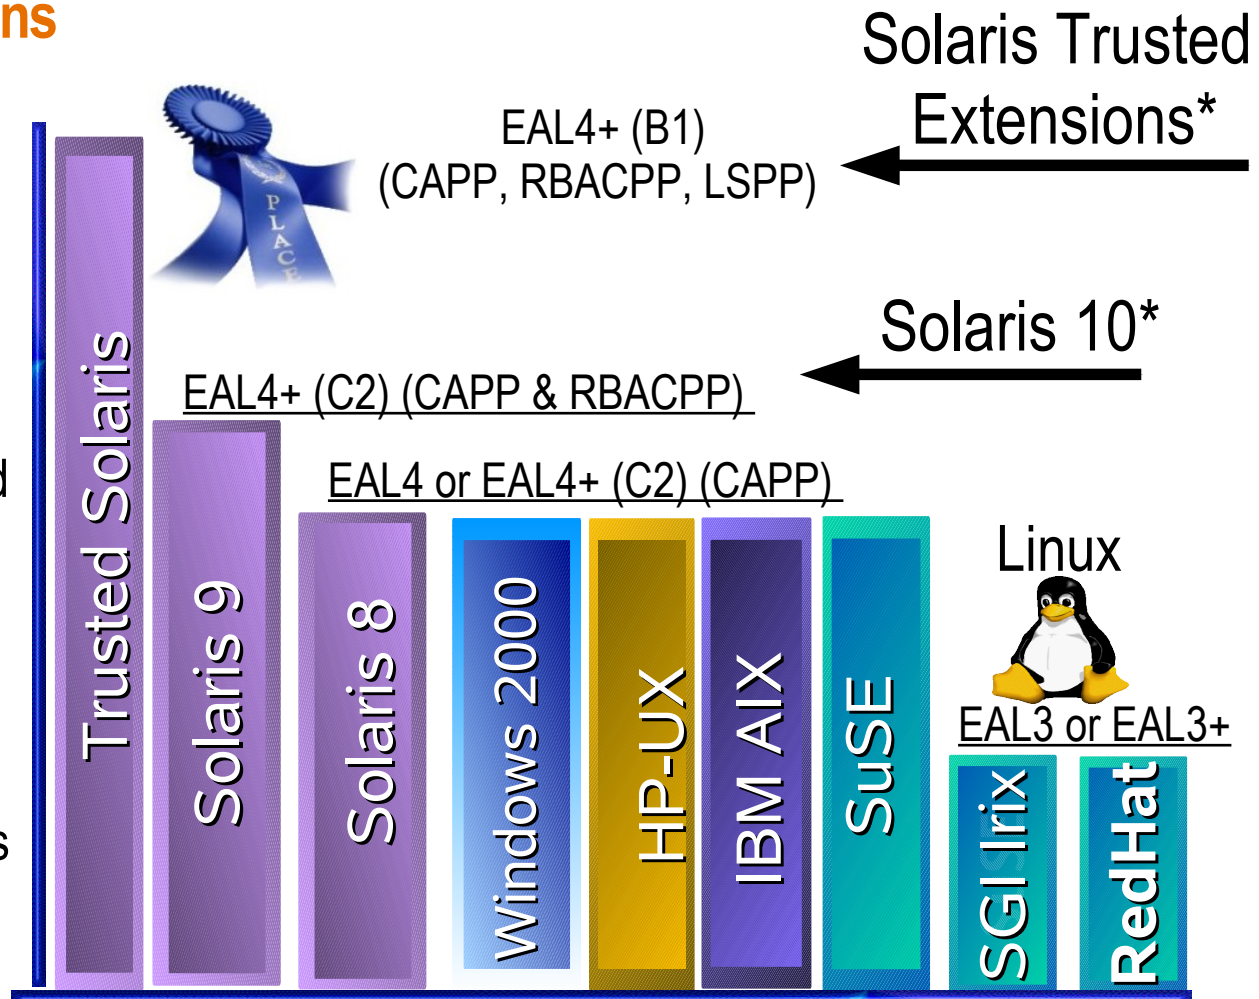 ns
Solaris Trusted
Extensions*
EAL4+ (B1)
(CAPP, RBACPP, LSPP)
PLACE
Solaris 10*
EAL4+ (C2) (CAPP & RBACPP)
EAL4 or EAL4+ (C2) (CAPP)
d
s
Linux
EAL3 or EAL3+
Trusted Solaris
Solaris 9
Solaris 8
Windows 2000
HP-UX
IBM AIX
SuSE
SGI Irix
RedHat